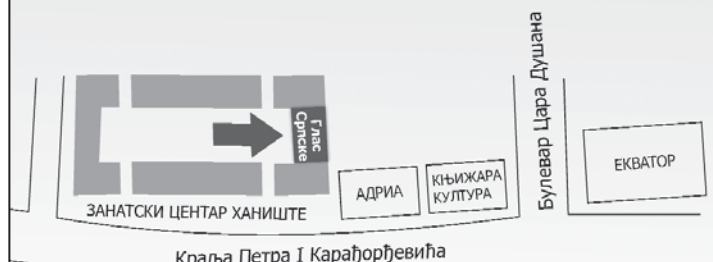 Булевар Цара Душана
Глас
Српске
ЕКВАТОР
КЊИЖАРА
КУЛТУРА
АДРИА
ЗАНАТСКИ ЦЕНТАР ХАНИШТЕ
Краља Петра I Карађорђевића